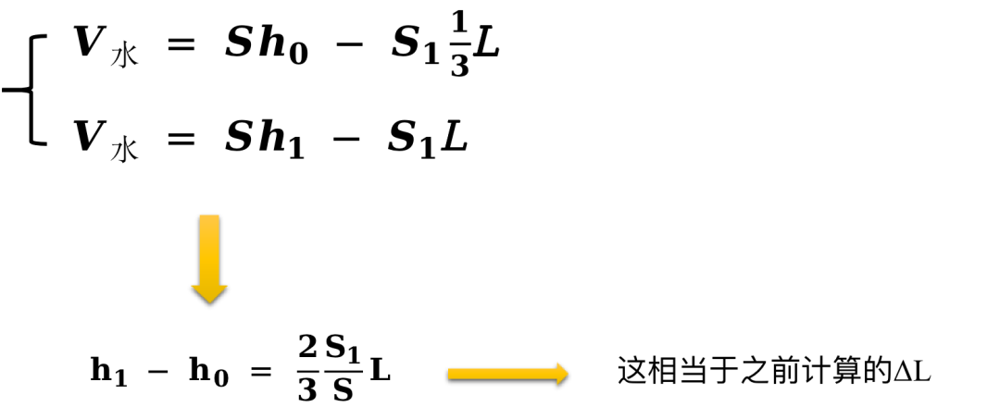 V水 = Sh₀ − S₁ 1/3 L
V水 = Sh₁ − S₁L
h₁ − h₀ = 2/3 S₁/S L
这相当于之前计算的ΔL